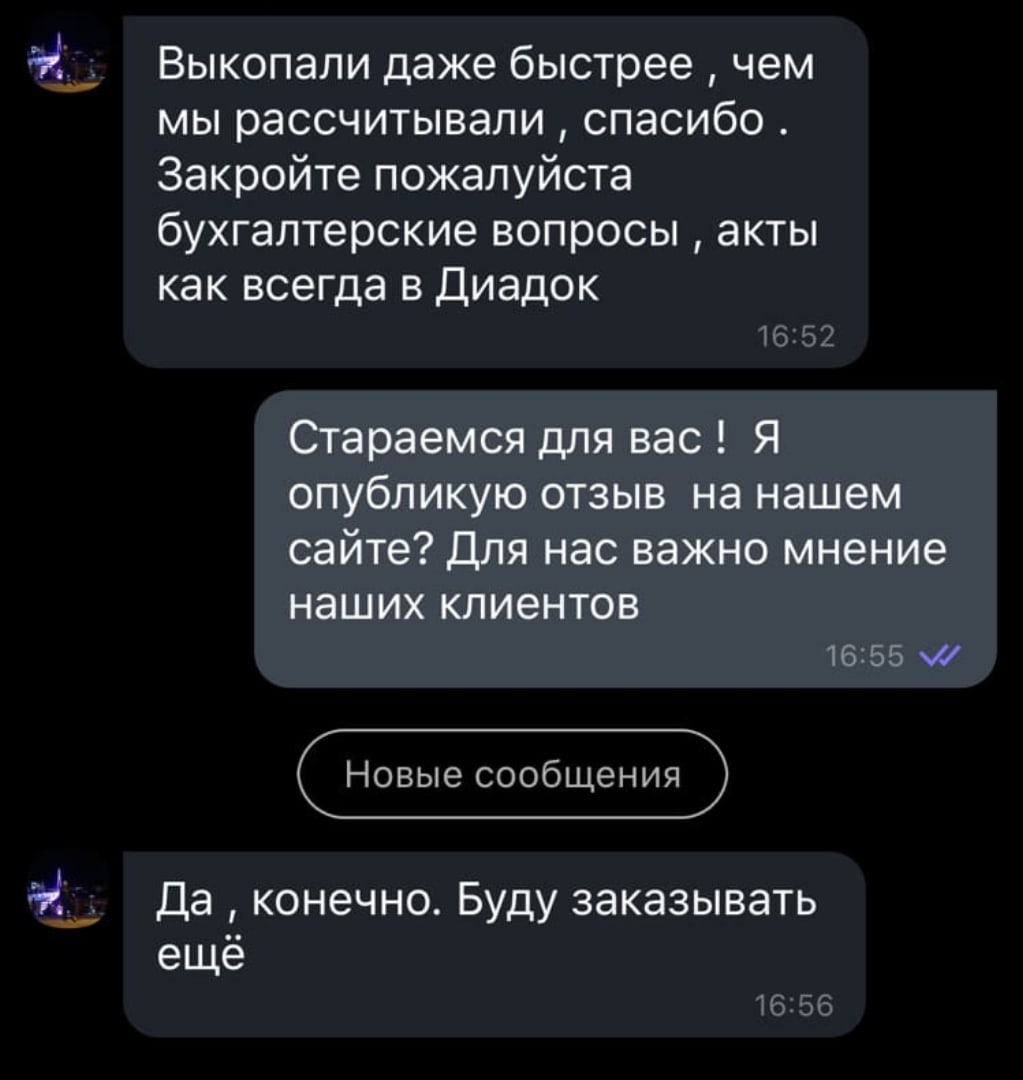 Выкопали даже быстрее , чем
мы рассчитывали , спасибо .
Закройте пожалуйста
бухгалтерские вопросы , акты
как всегда в Диадок
16:52
Стараемся для вас !  Я
опубликую отзыв  на нашем
сайте? Для нас важно мнение
наших клиентов
16:55
Новые сообщения
Да , конечно. Буду заказывать
ещё
16:56